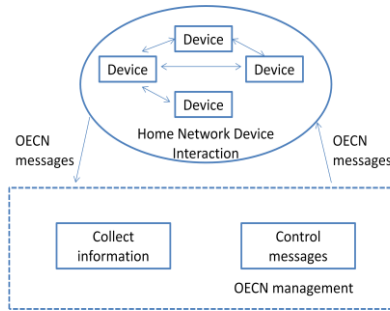 Device
Device
Device
Device
Home Network Device
Interaction
OECN
messages
OECN
messages
Collect
information
Control
messages
OECN management